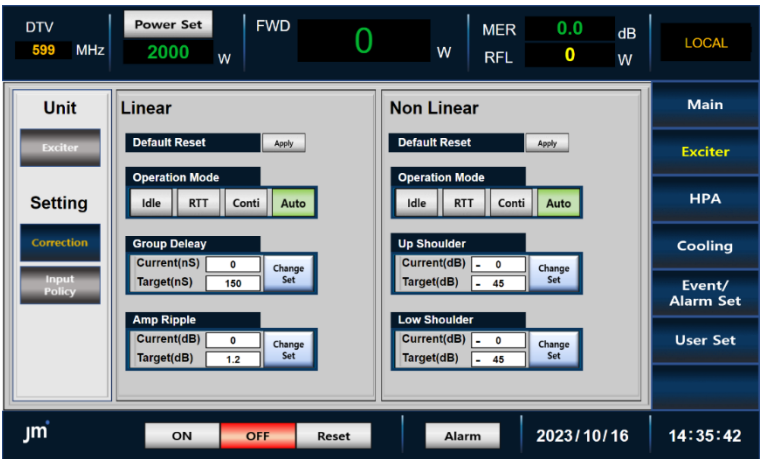 DTV
599 MHz
Power Set
2000 W
FWD
0 W
MER 0.0 dB
RFL 0 W
LOCAL
Unit
Exciter
Setting
Correction
Input
Policy
Linear
Default Reset Apply
Operation Mode
Idle RTT Conti Auto
Group Deleay
Current(nS) 0
Target(nS) 150
Change
Set
Amp Ripple
Current(dB) 0
Target(dB) 1.2
Change
Set
Non Linear
Default Reset Apply
Operation Mode
Idle RTT Conti Auto
Up Shoulder
Current(dB) - 0
Target(dB) - 45
Change
Set
Low Shoulder
Current(dB) - 0
Target(dB) - 45
Change
Set
Main
Exciter
HPA
Cooling
Event/
Alarm Set
User Set
Jm
ON OFF Reset
Alarm
2023/10/16
14:35:42